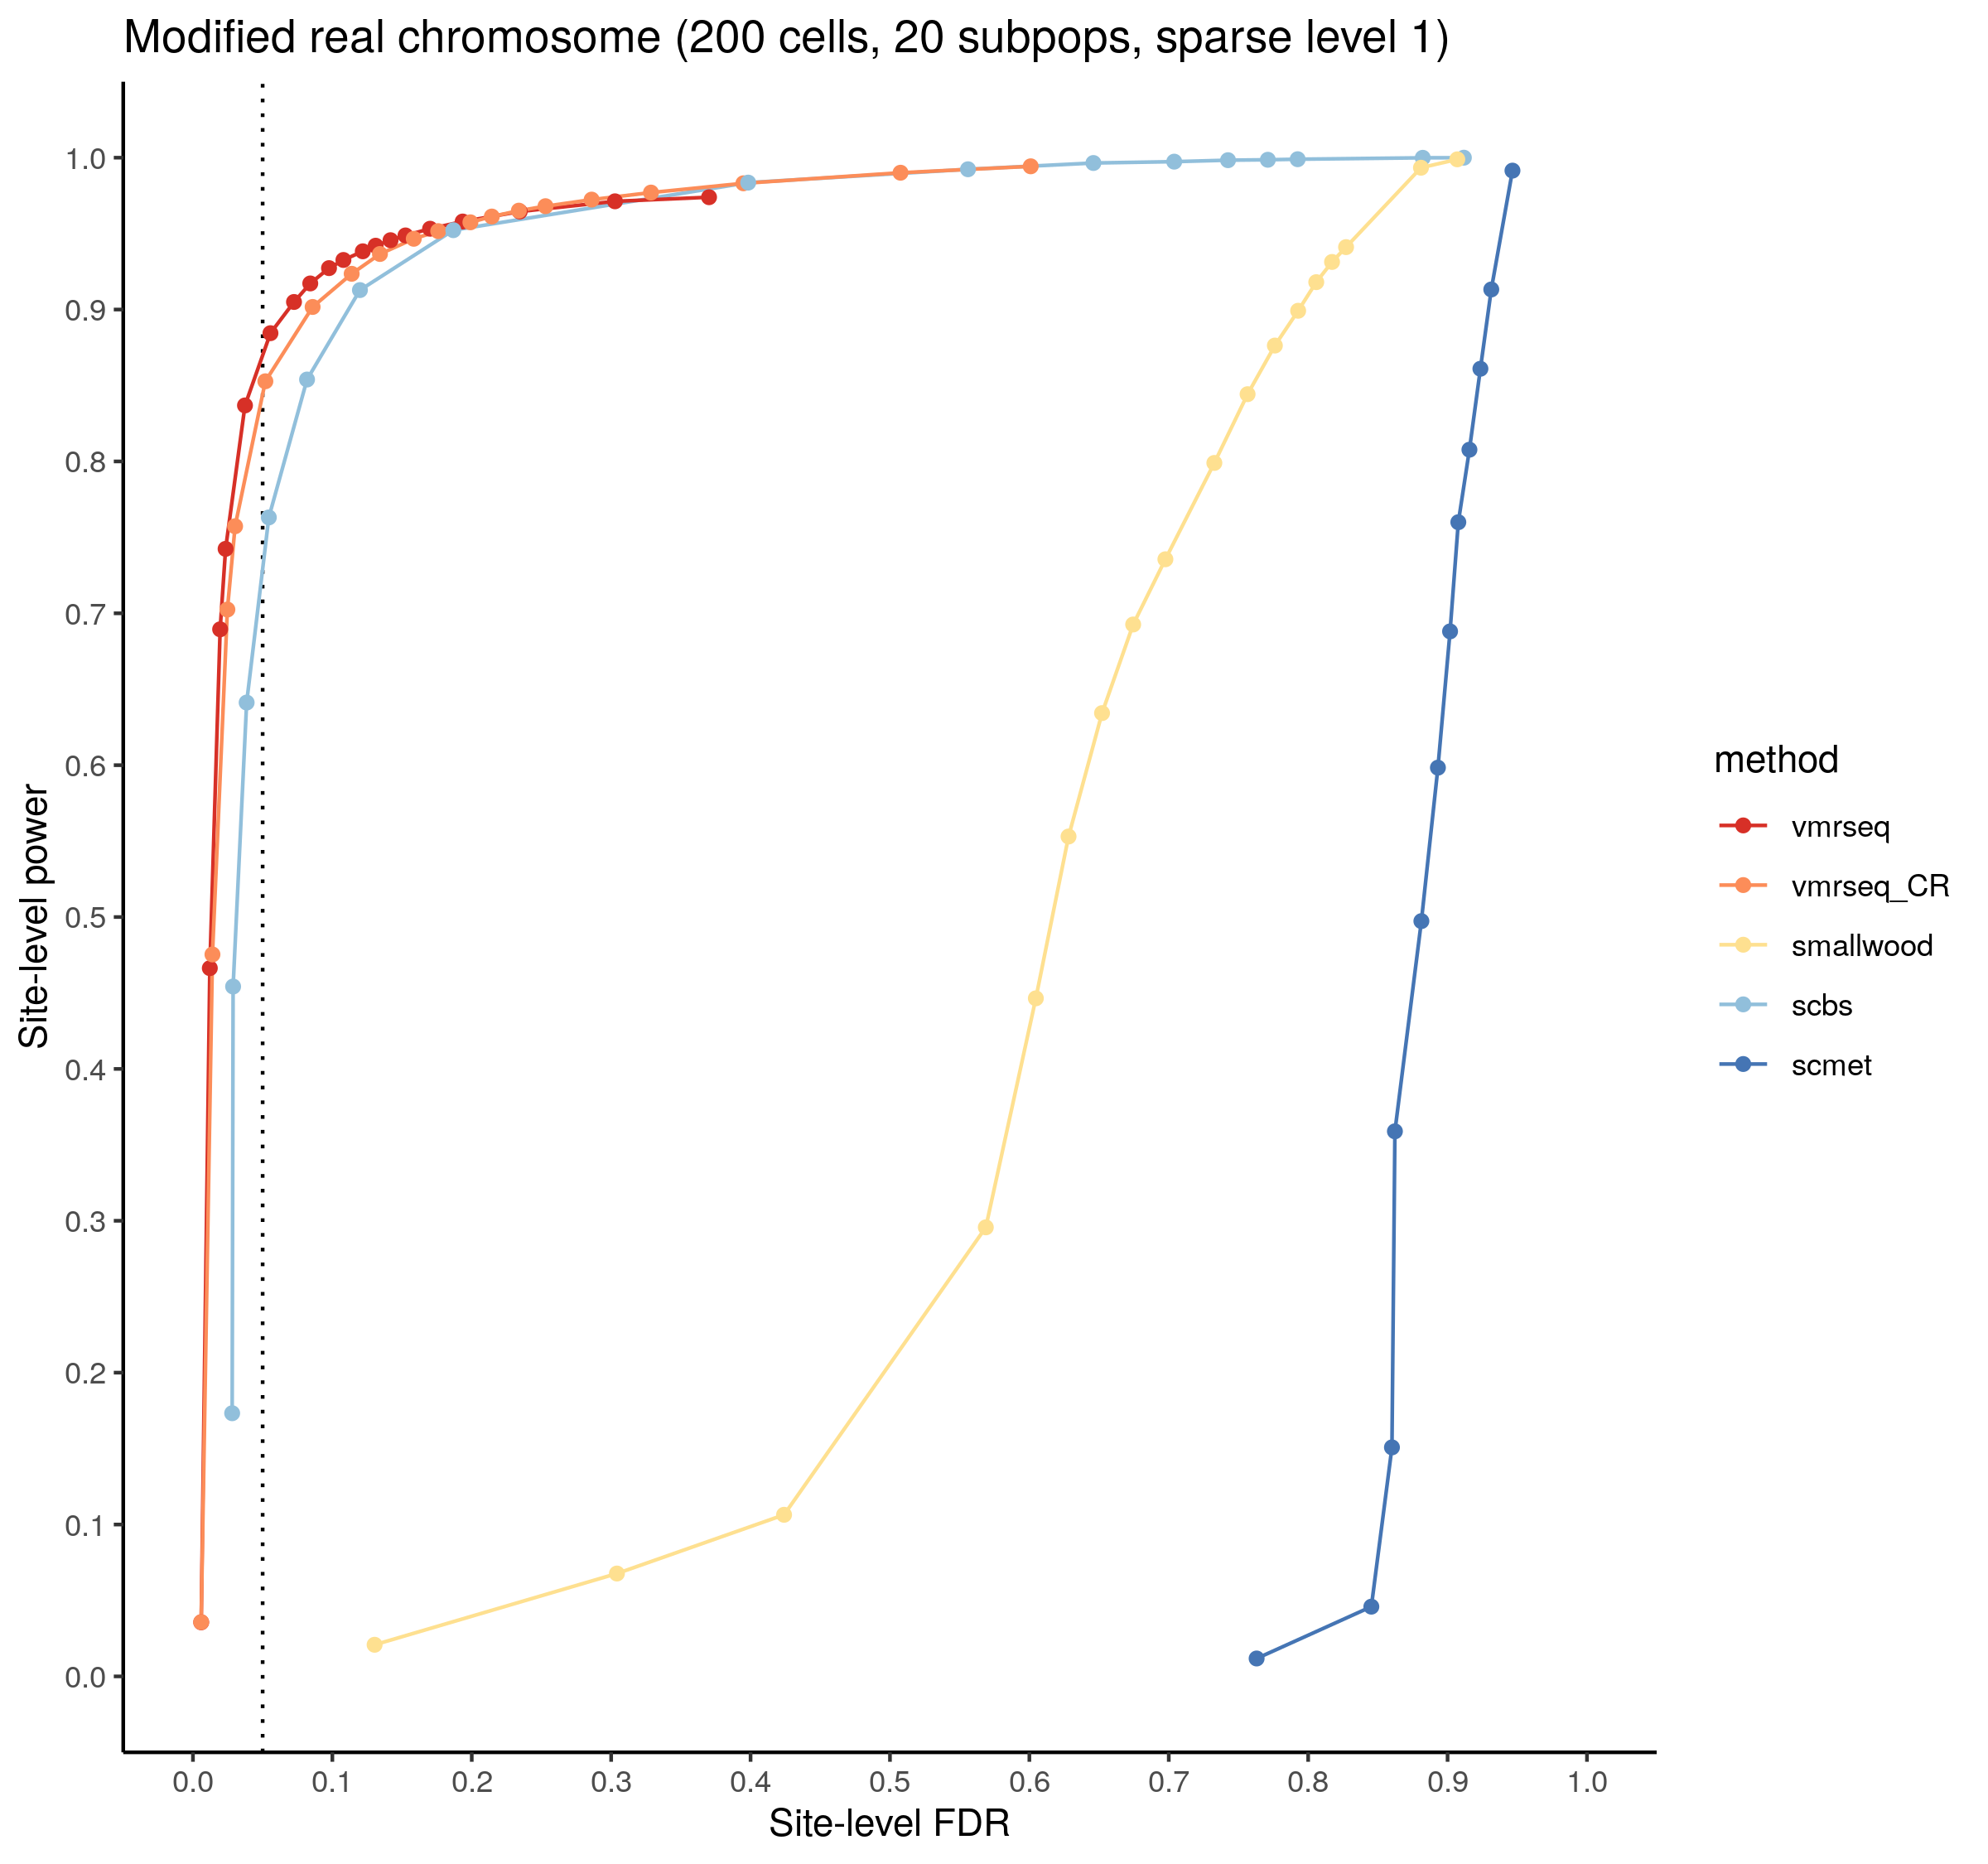 Modified real chromosome (200 cells, 20 subpops, sparse level 1)
Site-level power
1.0
0.9
0.8
0.7
0.6
0.5
0.4
0.3
0.2
0.1
0.0
0.0 0.1 0.2 0.3 0.4 0.5 0.6 0.7 0.8 0.9 1.0
Site-level FDR
method
vmrseq
vmrseq_CR
smallwood
scbs
scmet